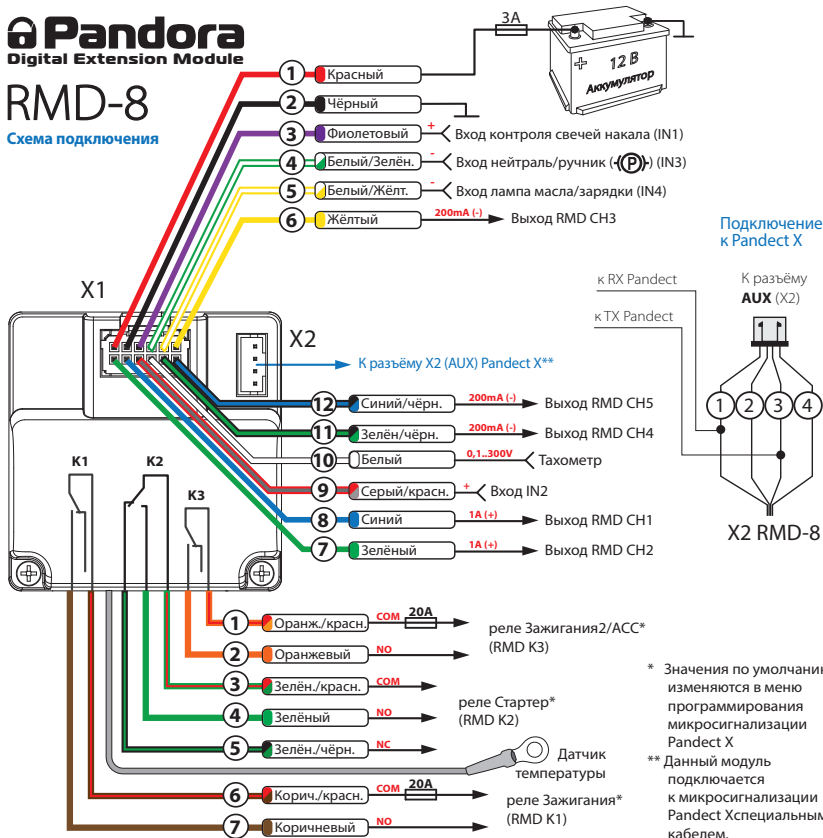 Pandora
Digital Extension Module
RMD-8
Схема подключения
3А
+ 12 В
Аккумулятор
1 Красный
2 Чёрный
3 Фиолетовый + Вход контроля свечей накала (IN1)
4 Белый/Зелён. - Вход нейтраль/ручник (-(P)-) (IN3)
5 Белый/Жёлт. - Вход лампа масла/зарядки (IN4)
6 Жёлтый 200mA (-) Выход RMD CH3
X1
X2
К разъёму X2 (AUX) Pandect X**
12 Синий/чёрн. 200mA (-) Выход RMD CH5
11 Зелён/чёрн. 200mA (-) Выход RMD CH4
10 Белый 0,1..300V Тахометр
9 Серый/красн. + Вход IN2
8 Синий 1A (+) Выход RMD CH1
7 Зелёный 1A (+) Выход RMD CH2
K1
K2
K3
Подключение
к Pandect X
к RX Pandect
к TX Pandect
К разъёму
AUX (X2)
1 2 3 4
X2 RMD-8
1 Оранж./красн. COM 20A
2 Оранжевый NO
реле Зажигания2/ACC*
(RMD K3)
3 Зелён./красн. COM
4 Зелёный NO
5 Зелён./чёрн. NC
реле Стартер*
(RMD K2)
Датчик
температуры
6 Корич./красн. COM 20A
7 Коричневый NO
реле Зажигания*
(RMD K1)
* Значения по умолчанию
изменяются в меню
программирования
микросигнализации
Pandect X
** Данный модуль
подключается
к микросигнализации
Pandect Xспециальным
кабелем.